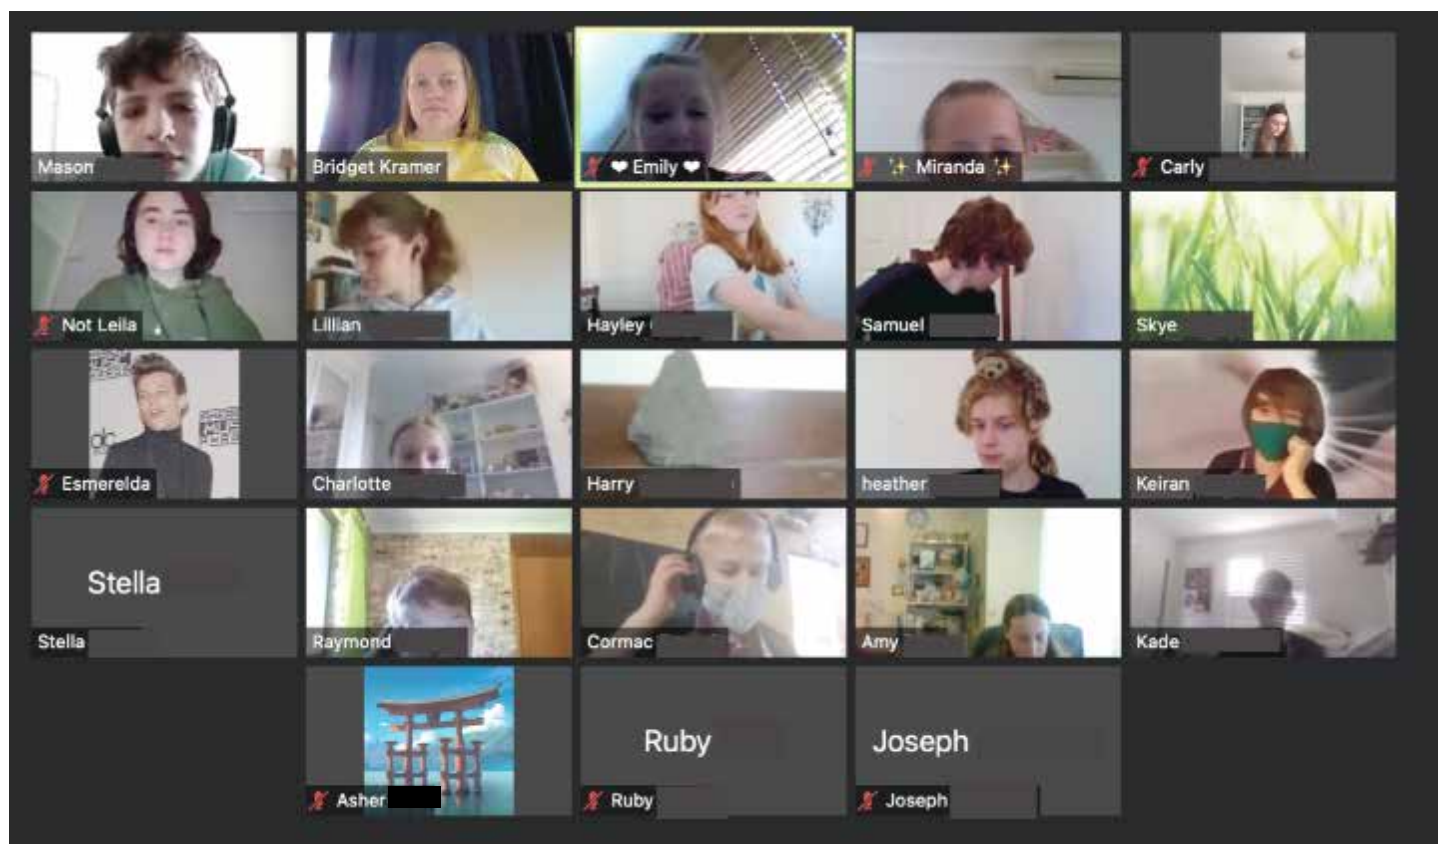 Mason
Bridget Kramer
❤ Emily ❤
✨ Miranda ✨
Carly
Not Leila
Lillian
Hayley
Samuel
Skye
Esmerelda
Charlotte
Harry
heather
Keiran
Stella
Stella
Raymond
Cormac
Amy
Kade
Asher
Ruby
Ruby
Joseph
Joseph